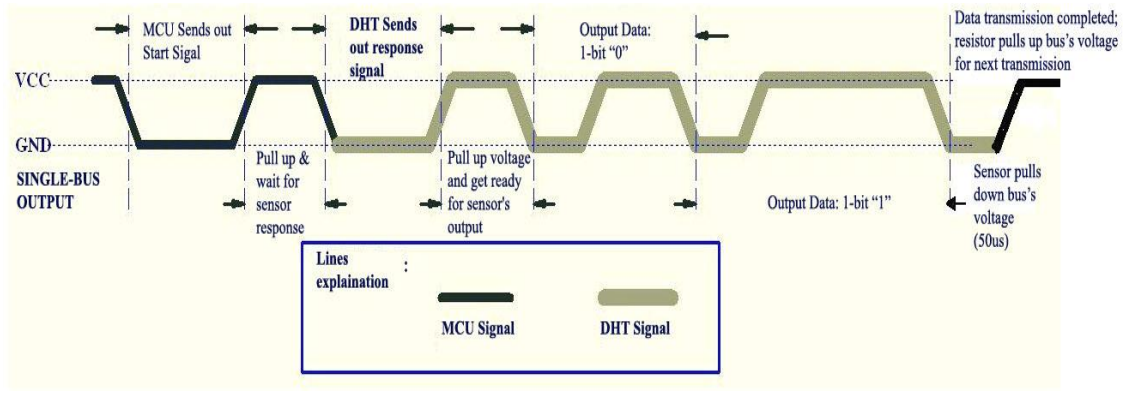 MCU Sends out
Start Sigal
DHT Sends
out response
signal
Output Data:
1-bit “0”
Data transmission completed;
resistor pulls up bus’s voltage
for next transmission
VCC
GND
SINGLE-BUS
OUTPUT
Pull up &
wait for
sensor
response
Pull up voltage
and get ready
for sensor's
output
Output Data: 1-bit “1”
Sensor pulls
down bus’s
voltage
(50us)
Lines :
explaination
MCU Signal
DHT Signal